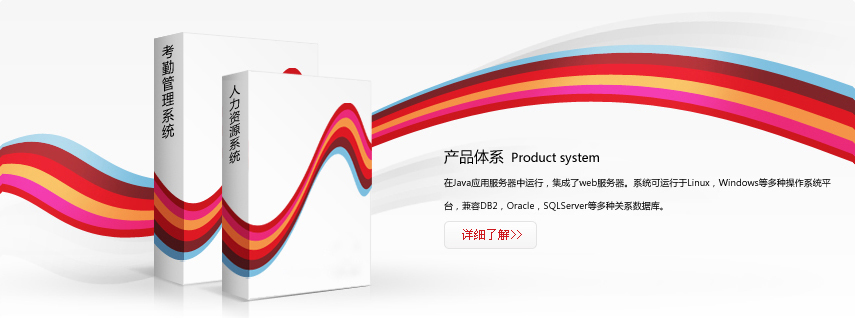 考勤管理系统
人力资源系统
产品体系 Product system
在Java应用服务器中运行，集成了web服务器。系统可运行于Linux，Windows等多种操作系统平
台，兼容DB2，Oracle，SQLServer等多种关系数据库。
详细了解>>